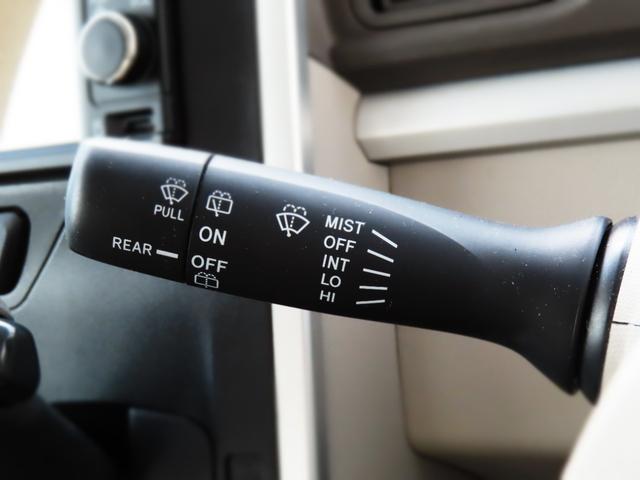 PULL
REAR
ON
OFF
MIST
OFF
INT
LO
HI